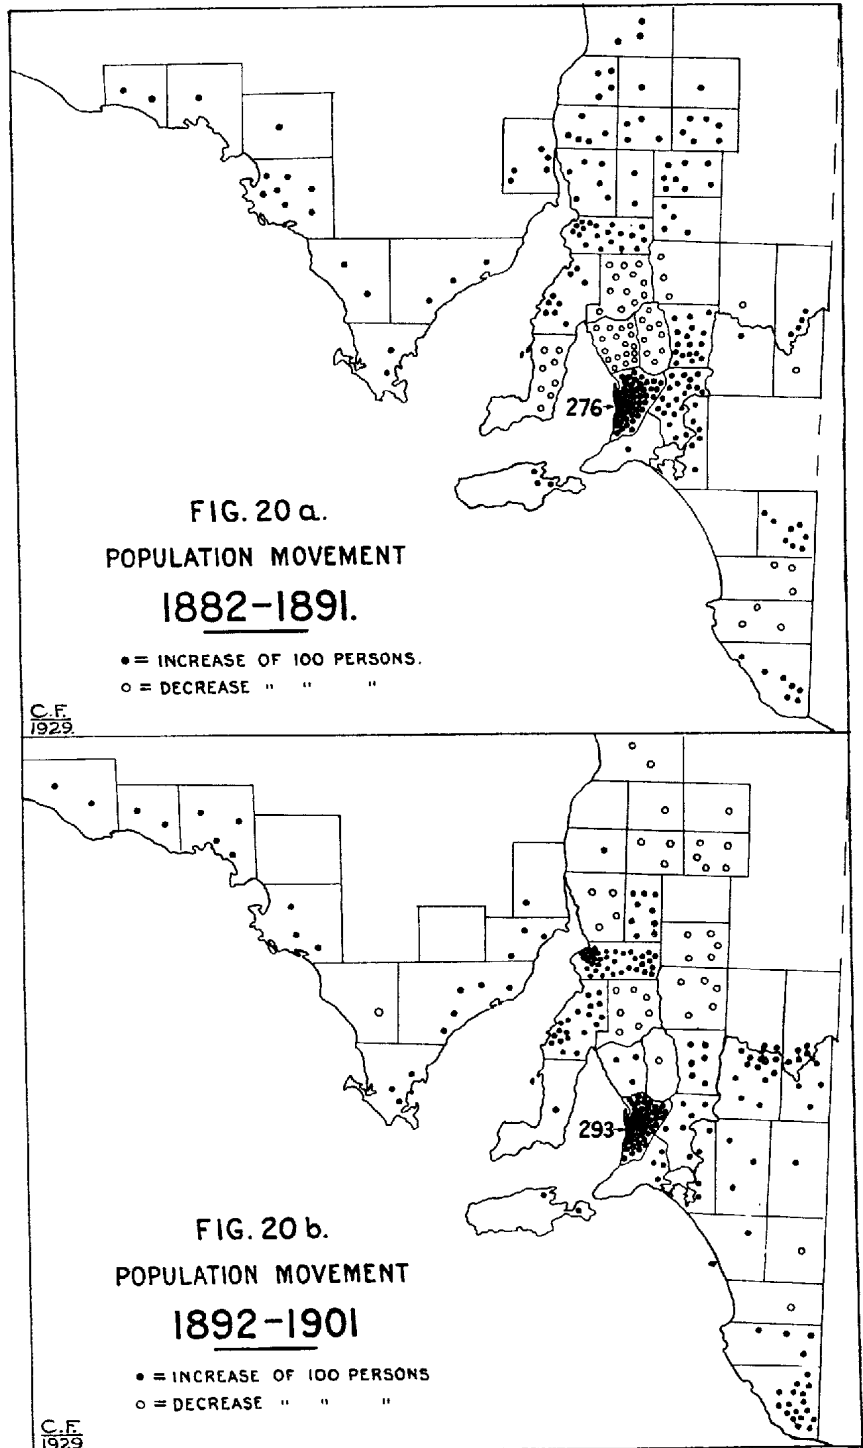 276
FIG. 20 a.
POPULATION MOVEMENT
1882-1891.
• = INCREASE OF 100 PERSONS.
○ = DECREASE " " "
C.F.
1929.
293
FIG. 20 b.
POPULATION MOVEMENT
1892-1901
• = INCREASE OF 100 PERSONS
○ = DECREASE " " "
C.F.
1929